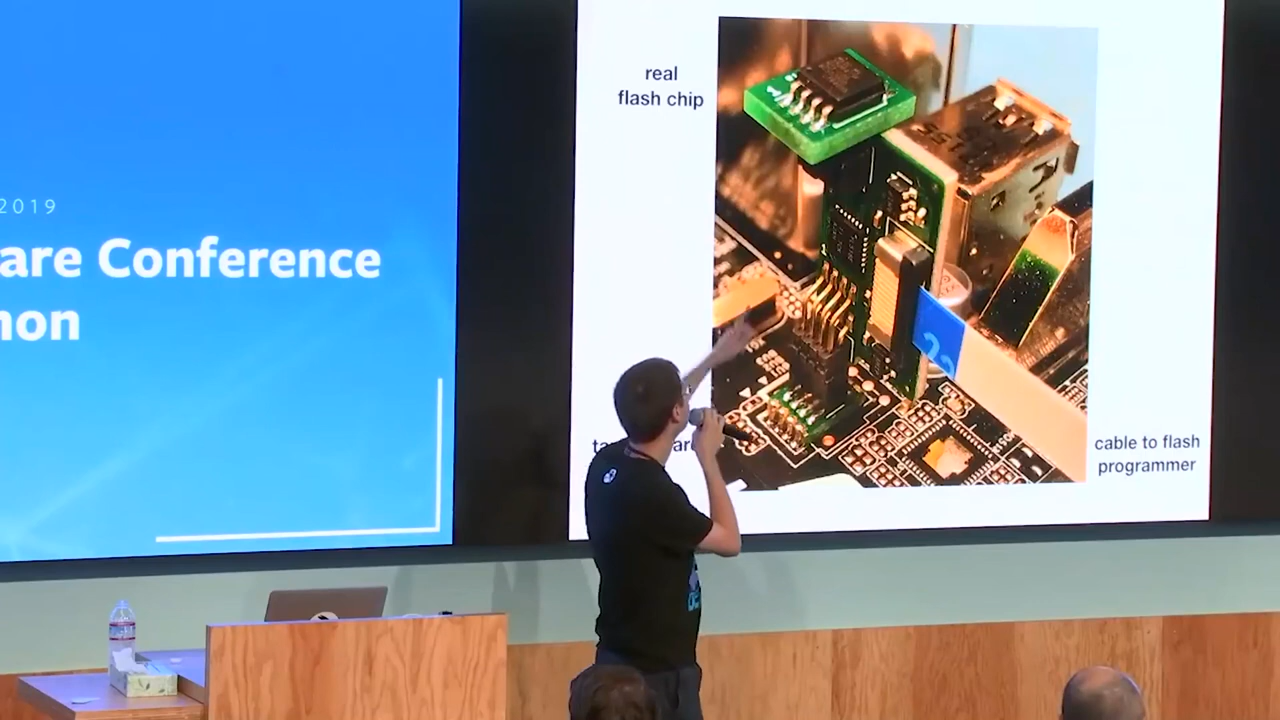 2019
are Conference
non
real
flash chip
cable to flash
programmer